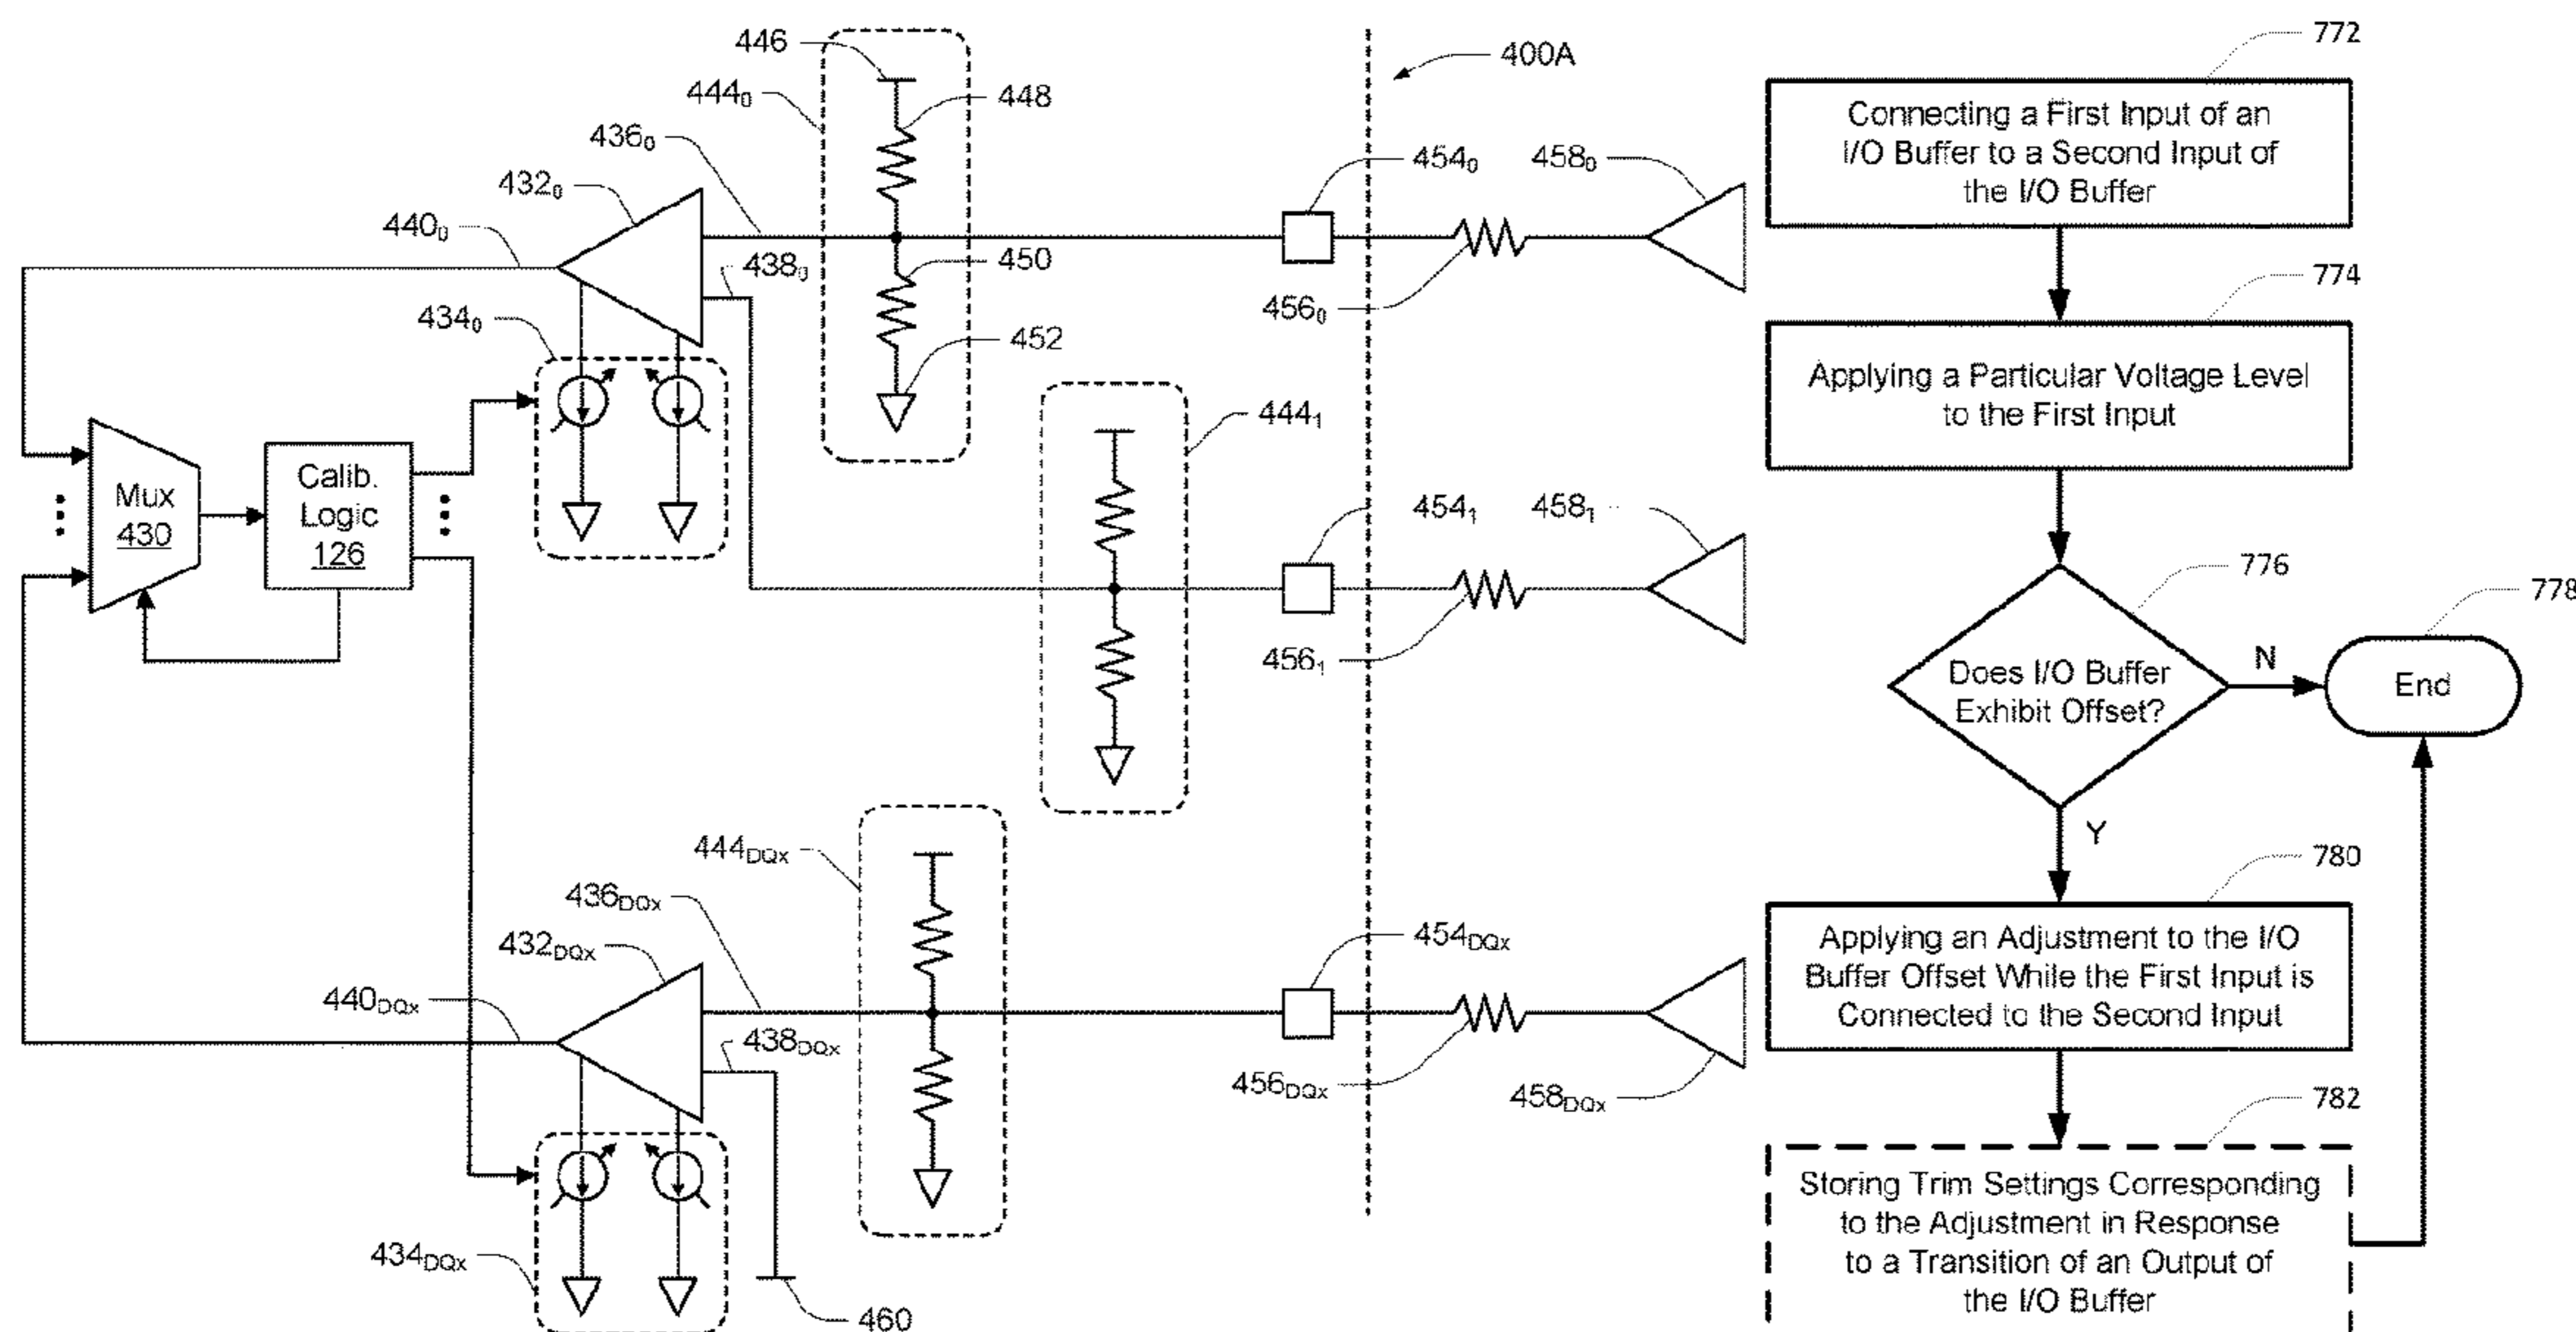 446
444₀
448
436₀
432₀
440₀
438₀
450
434₀
452
400A
454₀
458₀
456₀
444₁
454₁
458₁
456₁
Mux
430
Calib.
Logic
126
444DQx
436DQx
432DQx
440DQx
438DQx
434DQx
460
454DQx
456DQx
458DQx
772
Connecting a First Input of an
I/O Buffer to a Second Input of
the I/O Buffer
774
Applying a Particular Voltage Level
to the First Input
776
Does I/O Buffer
Exhibit Offset?
N
778
End
Y
780
Applying an Adjustment to the I/O
Buffer Offset While the First Input is
Connected to the Second Input
782
Storing Trim Settings Corresponding
to the Adjustment in Response
to a Transition of an Output of
the I/O Buffer